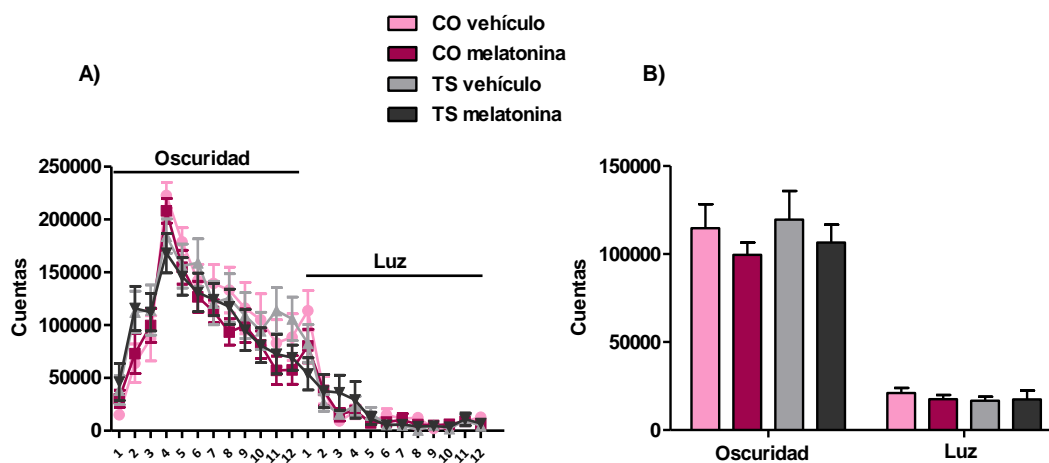 CO vehículo
CO melatonina
TS vehículo
TS melatonina
A)
Oscuridad
Luz
Cuentas
250000
200000
150000
100000
50000
0
1 2 3 4 5 6 7 8 9 10 11 12 1 2 3 4 5 6 7 8 9 10 11 12
B)
Cuentas
150000
100000
50000
0
Oscuridad Luz